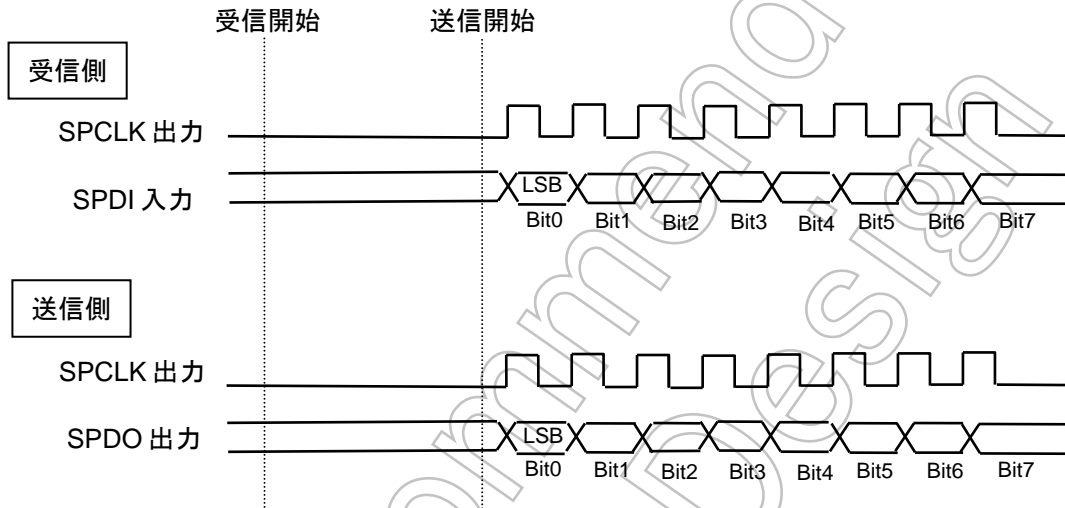 受信開始 送信開始
受信側
SPCLK 出力
SPDI 入力
LSB
Bit0 Bit1 Bit2 Bit3 Bit4 Bit5 Bit6 Bit7
送信側
SPCLK 出力
SPDO 出力
LSB
Bit0 Bit1 Bit2 Bit3 Bit4 Bit5 Bit6 Bit7
ommend
Design